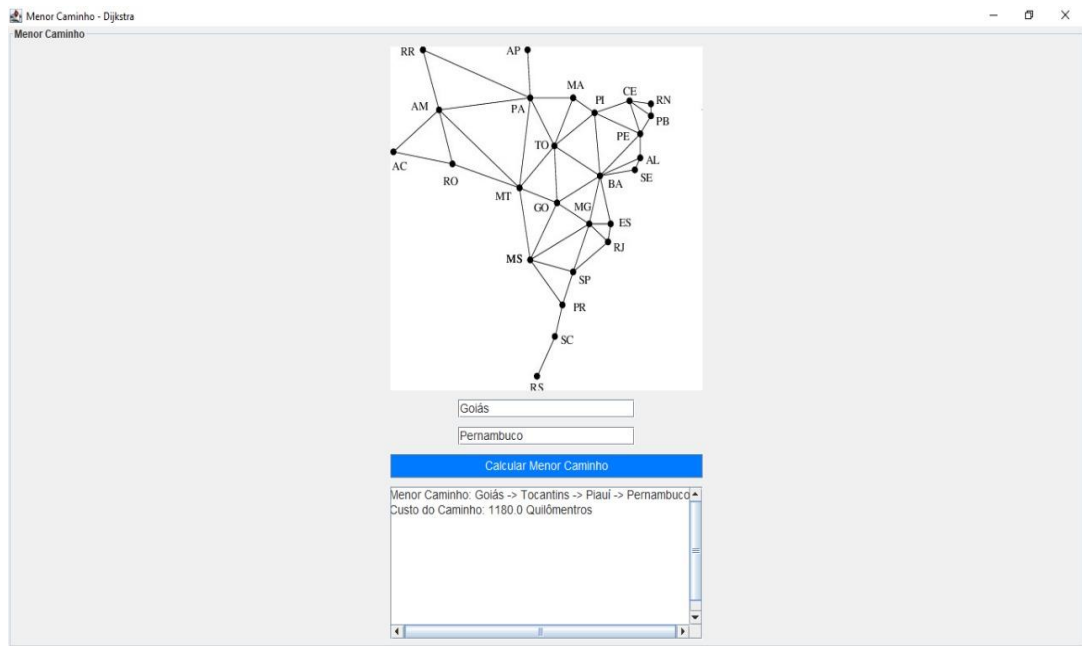 Menor Caminho - Dijkstra
Menor Caminho
RR
AP
MA
CE
PI
RN
AM
PA
PB
PE
TO
AL
AC
SE
RO
BA
MT
GO
MG
ES
RJ
MS
SP
PR
SC
RS
Goiás
Pernambuco
Calcular Menor Caminho
Menor Caminho: Goiás -> Tocantins -> Piauí -> Pernambuco
Custo do Caminho: 1180.0 Quilômentros